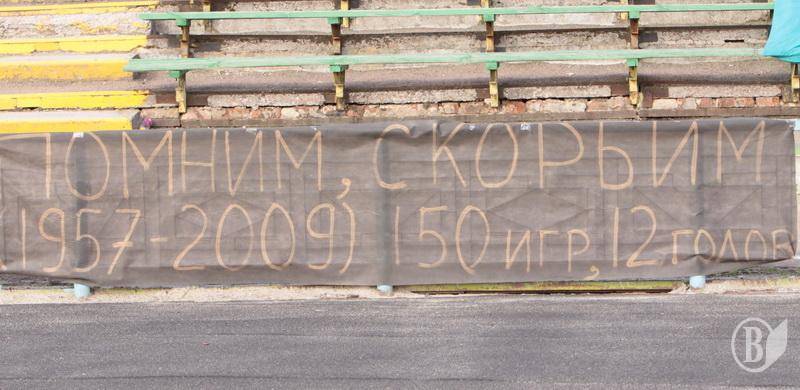 ПОМНИМ, СКОРБИМ
(1957-2009) 150 ИГР, 12 ГОЛОВ
В